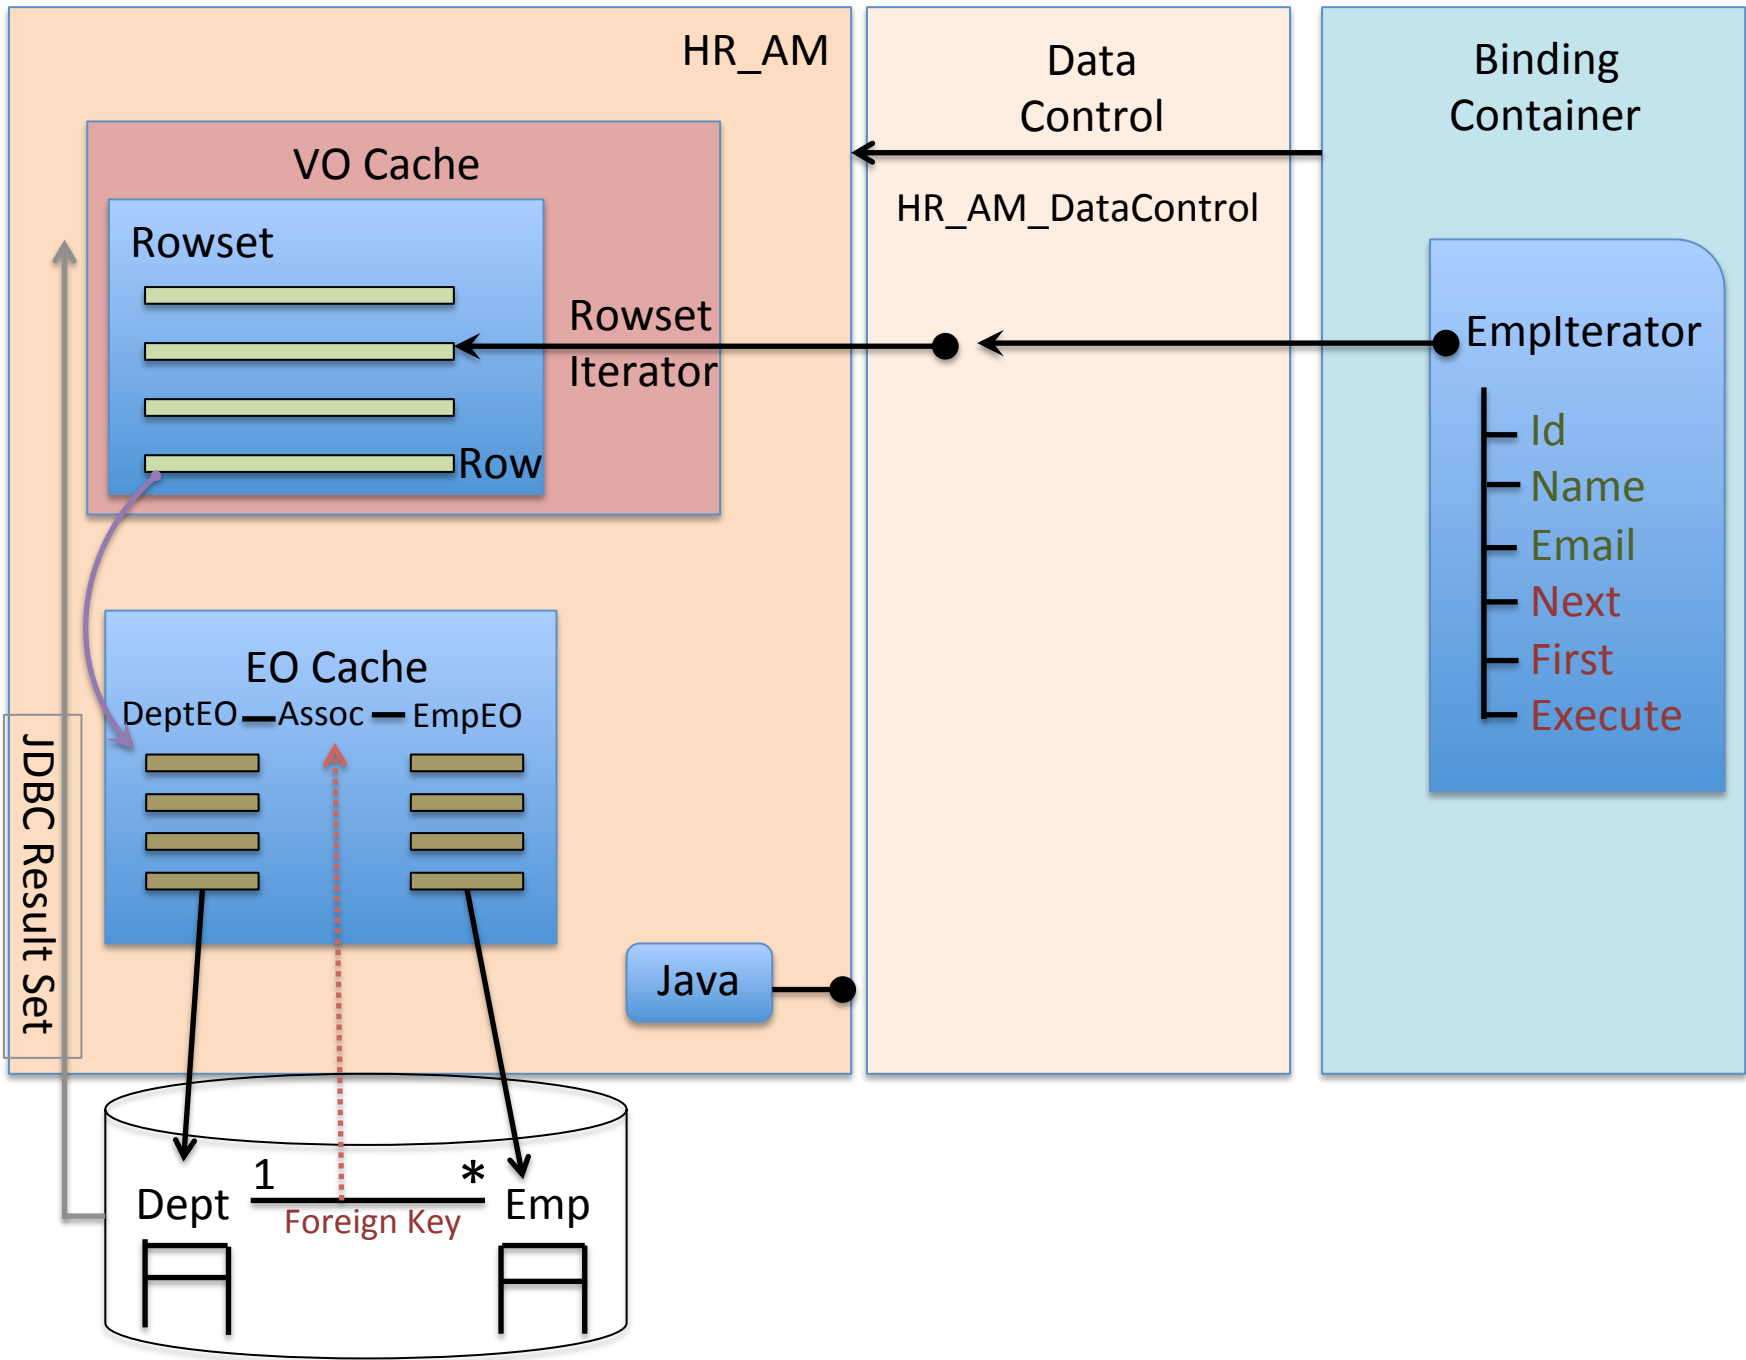 HR_AM
Data
Control
Binding
Container
VO Cache
HR_AM_DataControl
Rowset
Rowset
Iterator
EmpIterator
Row
Id
Name
Email
Next
First
Execute
EO Cache
DeptEO
Assoc
EmpEO
JDBC Result Set
Java
1
*
Dept
Emp
Foreign Key